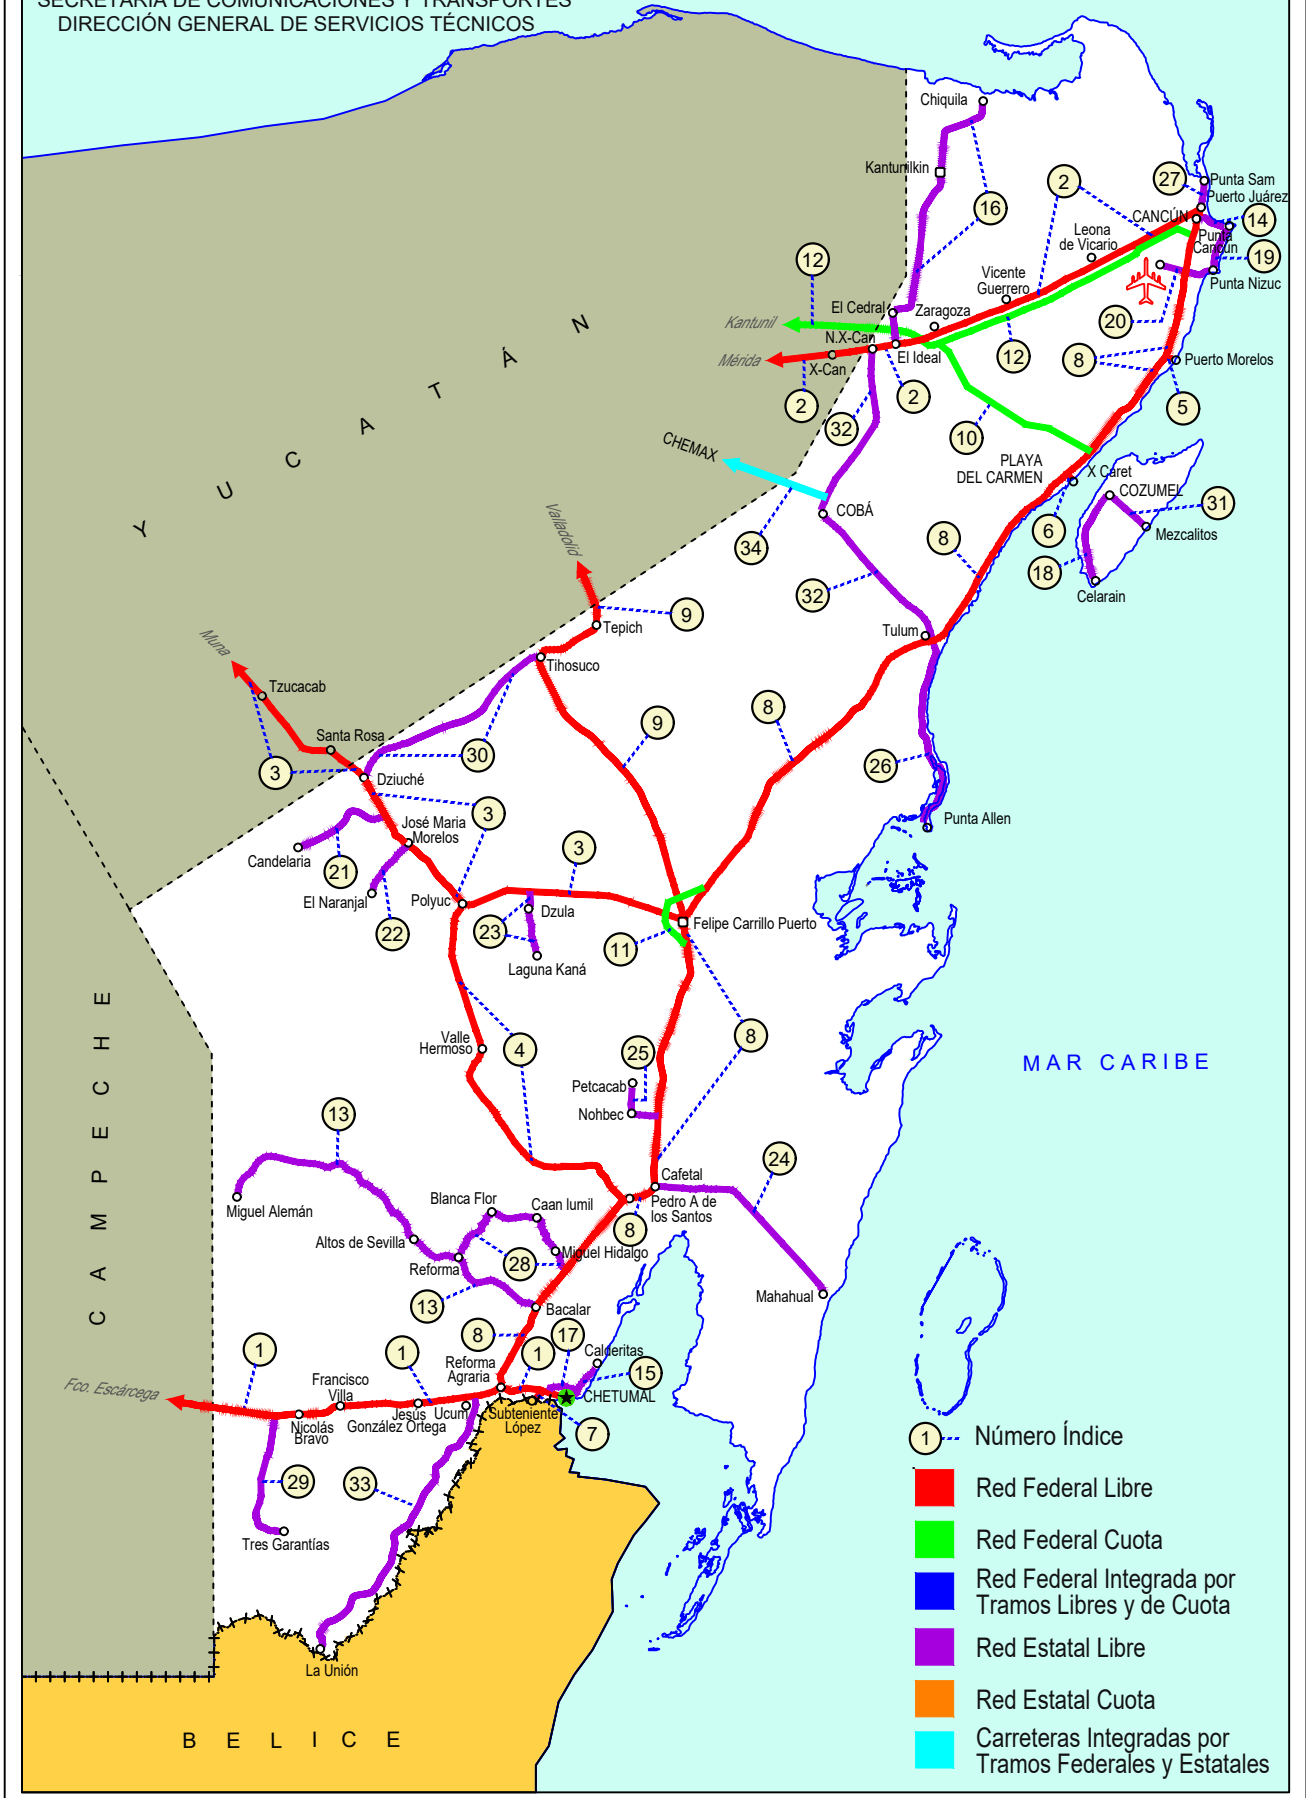 SECRETARÍA DE COMUNICACIONES Y TRANSPORTES
DIRECCIÓN GENERAL DE SERVICIOS TÉCNICOS
Chiquila
Kantunilkin
16
2
27
Punta Sam
Puerto Juárez
CANCÚN
14
Punta
Cancún
19
Punta Nizuc
Leona
de Vicario
Vicente
Guerrero
12
El Cedral
Zaragoza
Kantunil
N.X-Can
El Ideal
20
12
8
Puerto Morelos
Mérida
X-Can
2
2
32
10
5
CHEMAX
PLAYA
DEL CARMEN
X Caret
COZUMEL
31
Mezcalitos
COBÁ
6
8
34
18
Celarain
32
YUCATÁN
Valladolid
9
Tepich
Tulum
Tihosuco
Muna
Tzucacab
Santa Rosa
3
30
Dziuché
9
8
26
Punta Allen
3
José Maria
Morelos
Candelaria
21
3
El Naranjal
22
Polyuc
Dzula
23
Laguna Kaná
11
Felipe Carrillo Puerto
CAMPECHE
Valle
Hermoso
4
25
8
Petcacab
Nohbec
MAR CARIBE
13
24
Cafetal
Pedro A de
los Santos
8
Miguel Alemán
Blanca Flor
Caan lumil
Altos de Sevilla
Reforma
28
Miguel Hidalgo
13
Bacalar
Mahahual
8
1
17
Calderitas
15
CHETUMAL
Reforma
Agraria
1
1
Fco. Escárcega
Francisco
Villa
Nicolás
Bravo
Jesús
González Ortega
Ucum
Subteniente
López
7
29
33
Tres Garantías
La Unión
BELICE
1
Número Índice
Red Federal Libre
Red Federal Cuota
Red Federal Integrada por
Tramos Libres y de Cuota
Red Estatal Libre
Red Estatal Cuota
Carreteras Integradas por
Tramos Federales y Estatales